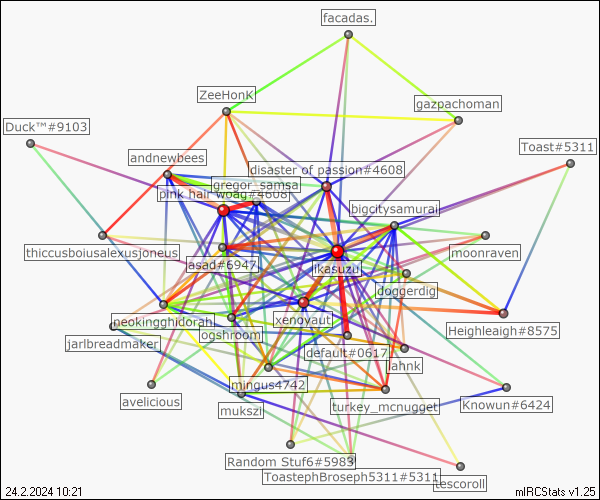 facadas.
ZeeHonK
gazpachoman
Duck™#9103
Toast#5311
andnewbees
disaster of passion#4608
gregor_samsa
pink hair woag#4608
bigcitysamurai
thiccusboiusalexusjoneus
moonraven
asad#6947
ikasuzu
doggerdig
neokingghidorah
xenoyaut
ogshroom
Heighleaigh#8575
jarlbreadmaker
default#0617
jahnk
mingus4742
avelicious
mukszi
turkey_mcnugget
Knowun#6424
Random Stuf6#5983
ToastephBroseph5311#5311
tescoroll
24.2.2024 10:21
mIRCStats v1.25